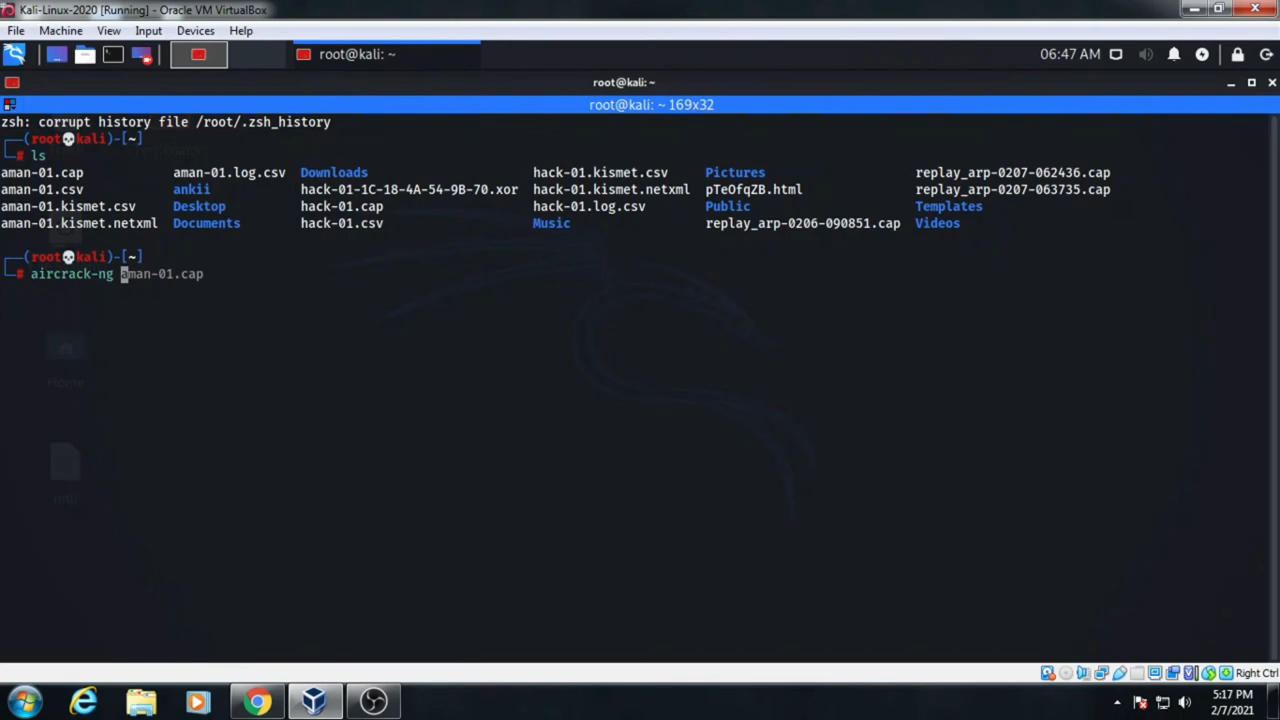 Kali-Linux-2020 [Running] - Oracle VM VirtualBox
File Machine View Input Devices Help
root@kali: ~
06:47 AM
root@kali:~
root@kali: ~ 169x32
zsh: corrupt history file /root/.zsh_history
(root💀kali)-[~]
# ls
aman-01.cap aman-01.log.csv Downloads hack-01.kismet.csv Pictures replay_arp-0207-062436.cap
aman-01.csv ankii hack-01-1C-18-4A-54-9B-70.xor hack-01.kismet.netxml pTeOfqZB.html replay_arp-0207-063735.cap
aman-01.kismet.csv Desktop hack-01.cap hack-01.log.csv Public Templates
aman-01.kismet.netxml Documents hack-01.csv Music replay_arp-0206-090851.cap Videos
(root💀kali)-[~]
# aircrack-ng aman-01.cap
Home
Right Ctrl
5:17 PM
2/7/2021